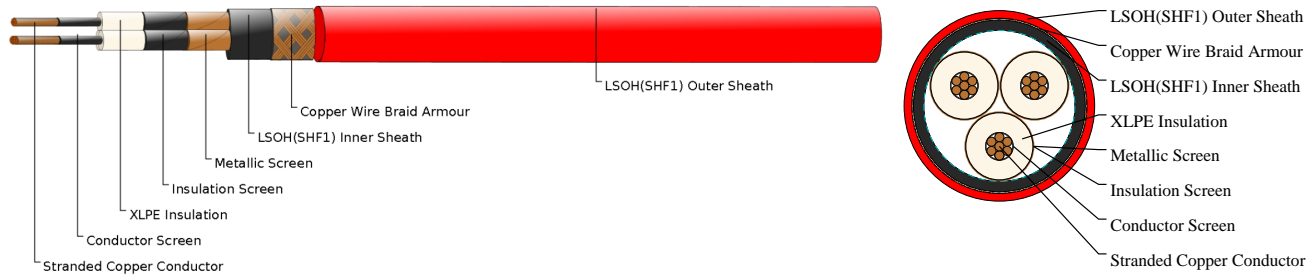 LSOH(SHF1) Outer Sheath
Copper Wire Braid Armour
LSOH(SHF1) Inner Sheath
Metallic Screen
Insulation Screen
XLPE Insulation
Conductor Screen
Stranded Copper Conductor
LSOH(SHF1) Outer Sheath
Copper Wire Braid Armour
LSOH(SHF1) Inner Sheath
XLPE Insulation
Metallic Screen
Insulation Screen
Conductor Screen
Stranded Copper Conductor